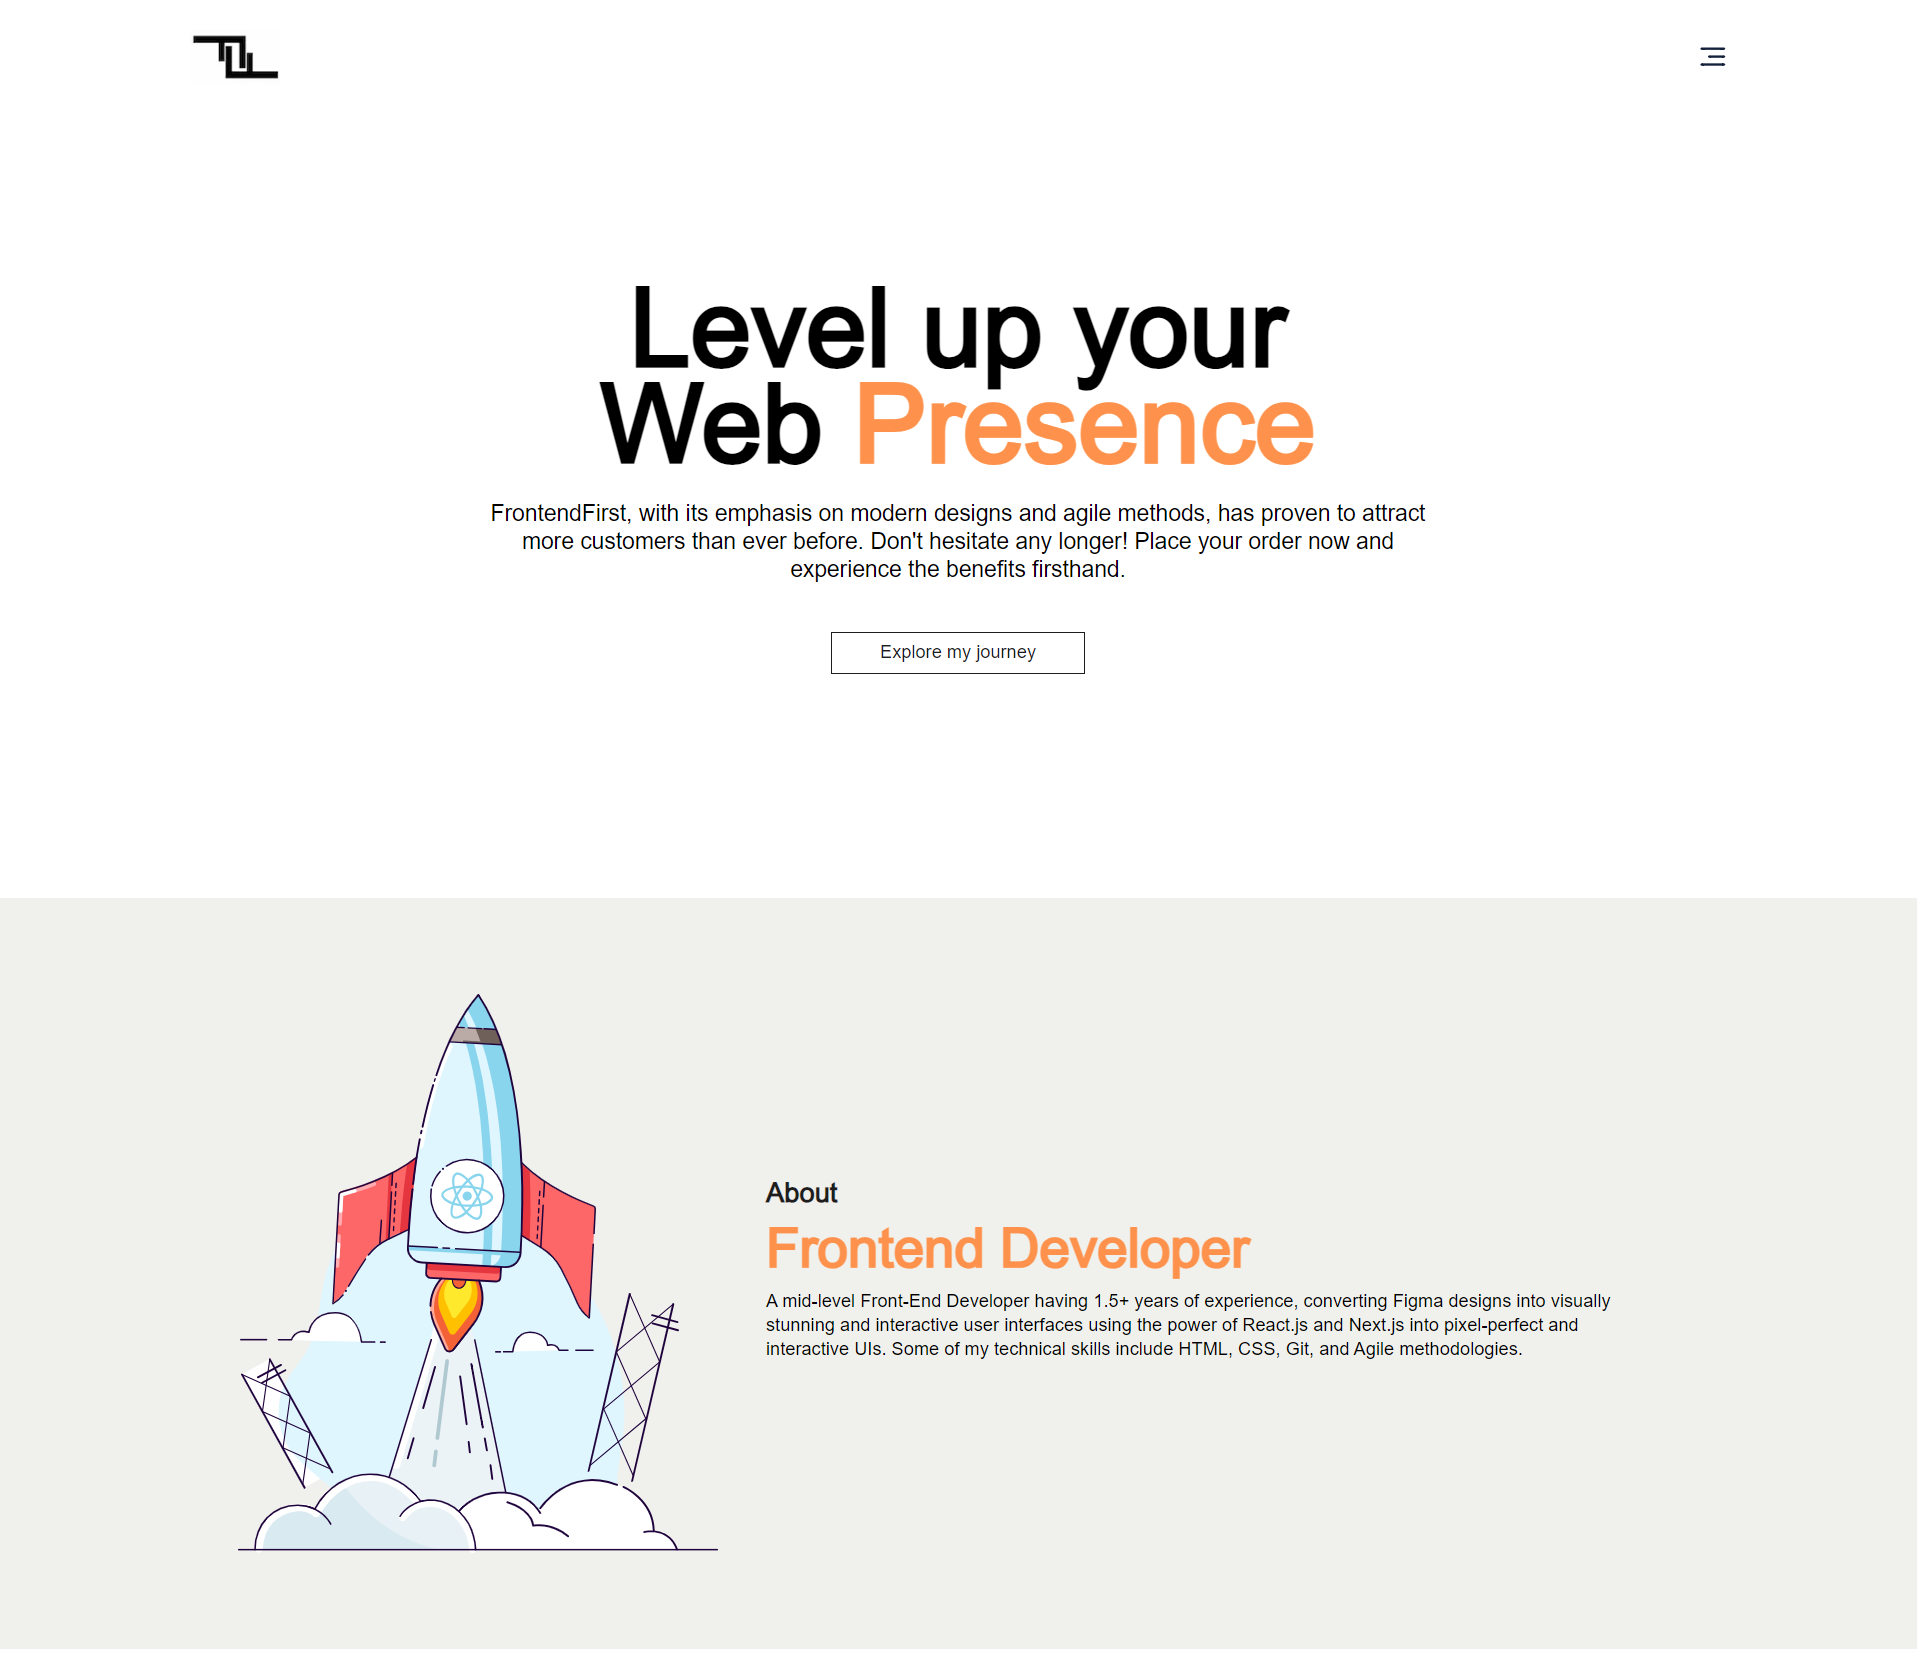 Level up your
Web Presence
FrontendFirst, with its emphasis on modern designs and agile methods, has proven to attract
more customers than ever before. Don't hesitate any longer! Place your order now and
experience the benefits firsthand.
Explore my journey
About
Frontend Developer
A mid-level Front-End Developer having 1.5+ years of experience, converting Figma designs into visually
stunning and interactive user interfaces using the power of React.js and Next.js into pixel-perfect and
interactive UIs. Some of my technical skills include HTML, CSS, Git, and Agile methodologies.